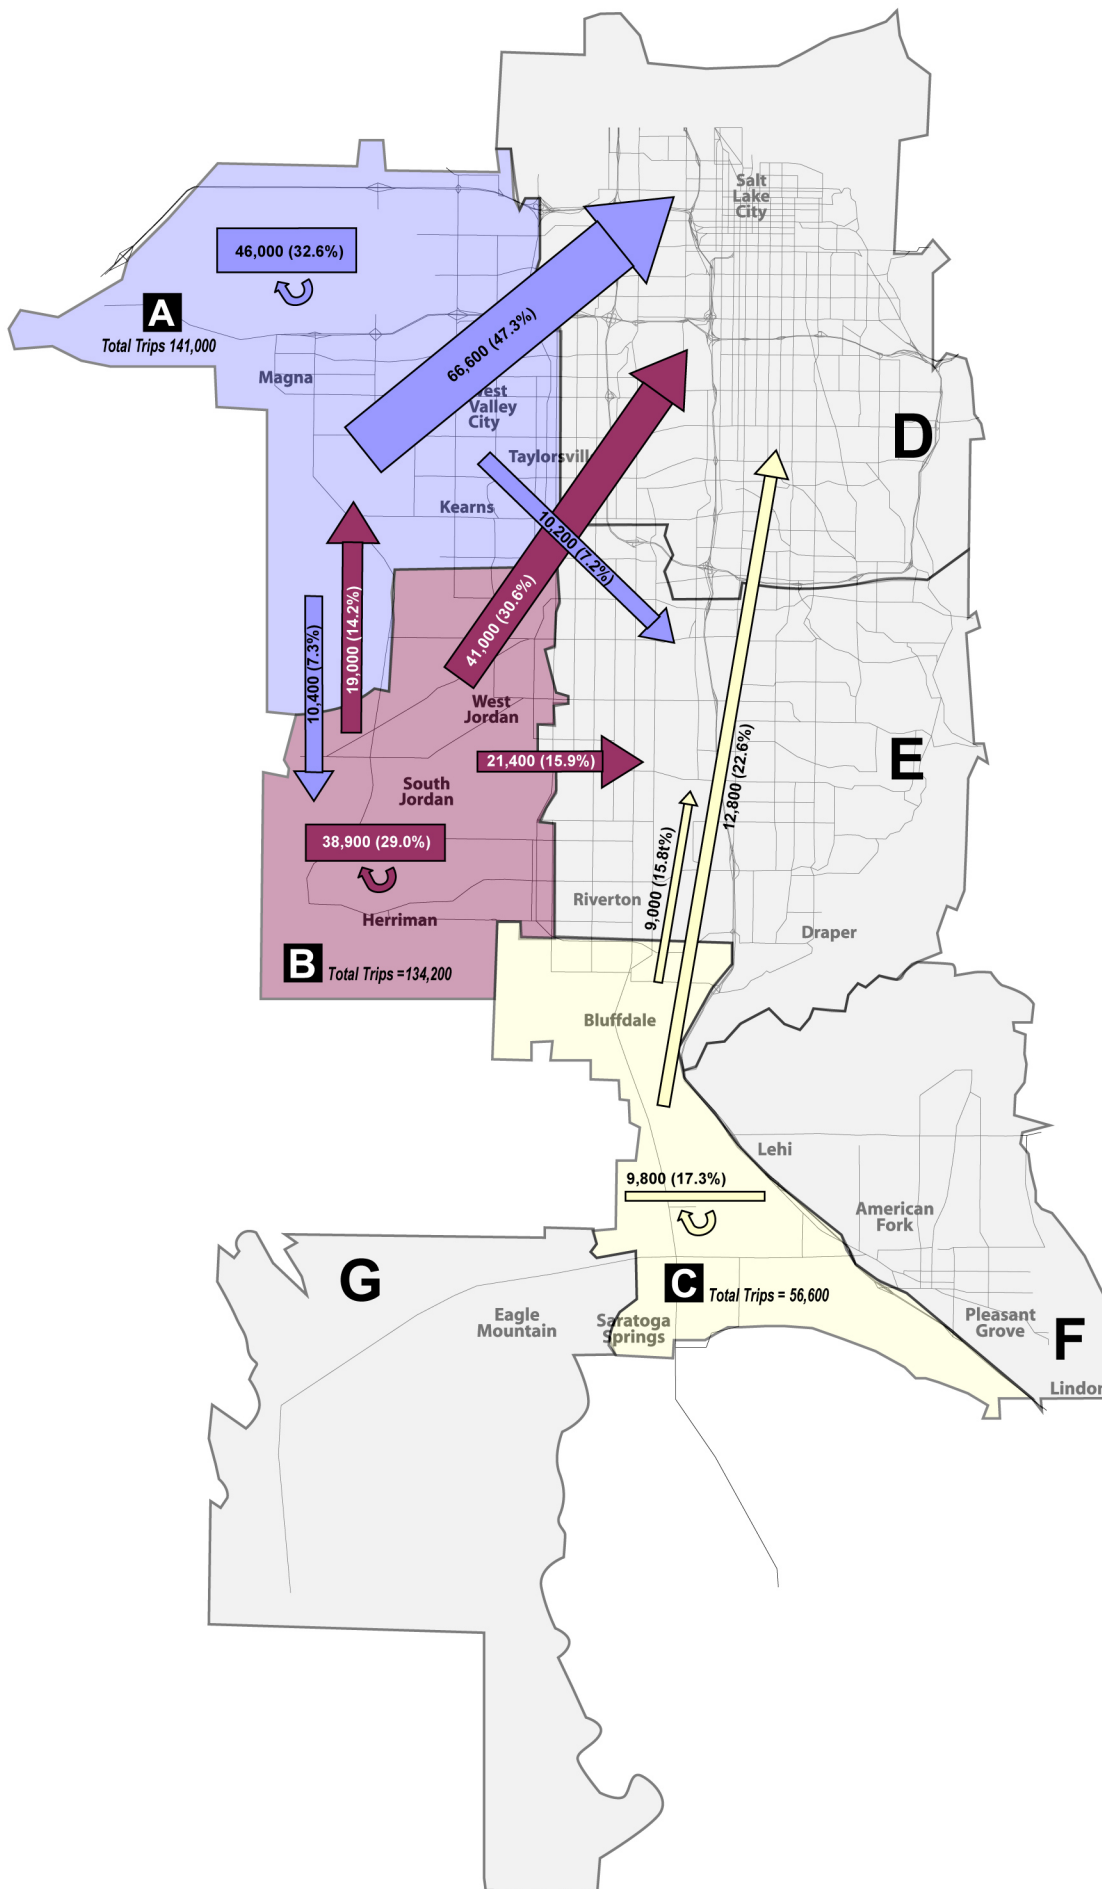 Salt
Lake
City
46,000 (32.6%)
A
Total Trips 141,000
66,600 (47.3%)
Magna
West
Valley
City
D
Taylorsvill
Kearns
10,200 (7.2%)
41,000 (30.6%)
19,000 (14.2%)
10,400 (7.3%)
West
Jordan
E
21,400 (15.9%)
12,800 (22.6%)
South
Jordan
38,900 (29.0%)
9,000 (15.8t%)
Riverton
Herriman
Draper
B
Total Trips =134,200
Bluffdale
Lehi
9,800 (17.3%)
American
Fork
G
C
Total Trips = 56,600
Eagle
Mountain
Saratoga
Springs
Pleasant
Grove
F
Lindon